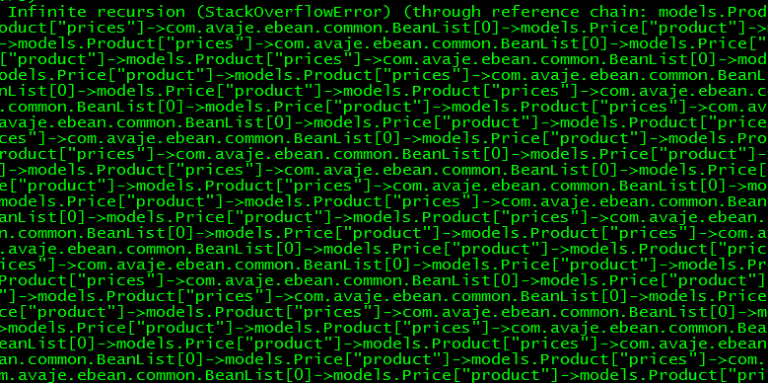 Infinite recursion (StackOverflowError) (through reference chain: models.Prod
oduct["prices"]->com.avaje.ebean.common.BeanList[0]->models.Price["product"]->
->models.Product["prices"]->com.avaje.ebean.common.BeanList[0]->models.Price["
["product"]->models.Product["prices"]->com.avaje.ebean.common.BeanList[0]->mod
odels.Price["product"]->models.Product["prices"]->com.avaje.ebean.common.BeanL
nList[0]->models.Price["product"]->models.Product["prices"]->com.avaje.ebean.c
.common.BeanList[0]->models.Price["product"]->models.Product["prices"]->com.av
avaje.ebean.common.BeanList[0]->models.Price["product"]->models.Product["price
ces"]->com.avaje.ebean.common.BeanList[0]->models.Price["product"]->models.Pro
roduct["prices"]->com.avaje.ebean.common.BeanList[0]->models.Price["product"]-
]->models.Product["prices"]->com.avaje.ebean.common.BeanList[0]->models.Price[
e["product"]->models.Product["prices"]->com.avaje.ebean.common.BeanList[0]->mo
models.Price["product"]->models.Product["prices"]->com.avaje.ebean.common.Bean
anList[0]->models.Price["product"]->models.Product["prices"]->com.avaje.ebean.
n.common.BeanList[0]->models.Price["product"]->models.Product["prices"]->com.a
.avaje.ebean.common.BeanList[0]->models.Price["product"]->models.Product["pric
ices"]->com.avaje.ebean.common.BeanList[0]->models.Price["product"]->models.Pr
Product["prices"]->com.avaje.ebean.common.BeanList[0]->models.Price["product"]
"]->models.Product["prices"]->com.avaje.ebean.common.BeanList[0]->models.Price
ce["product"]->models.Product["prices"]->com.avaje.ebean.common.BeanList[0]->m
>models.Price["product"]->models.Product["prices"]->com.avaje.ebean.common.Bea
eanList[0]->models.Price["product"]->models.Product["prices"]->com.avaje.ebean
an.common.BeanList[0]->models.Price["product"]->models.Product["prices"]->com.
m.avaje.ebean.common.BeanList[0]->models.Price["product"]->models.Product["pri